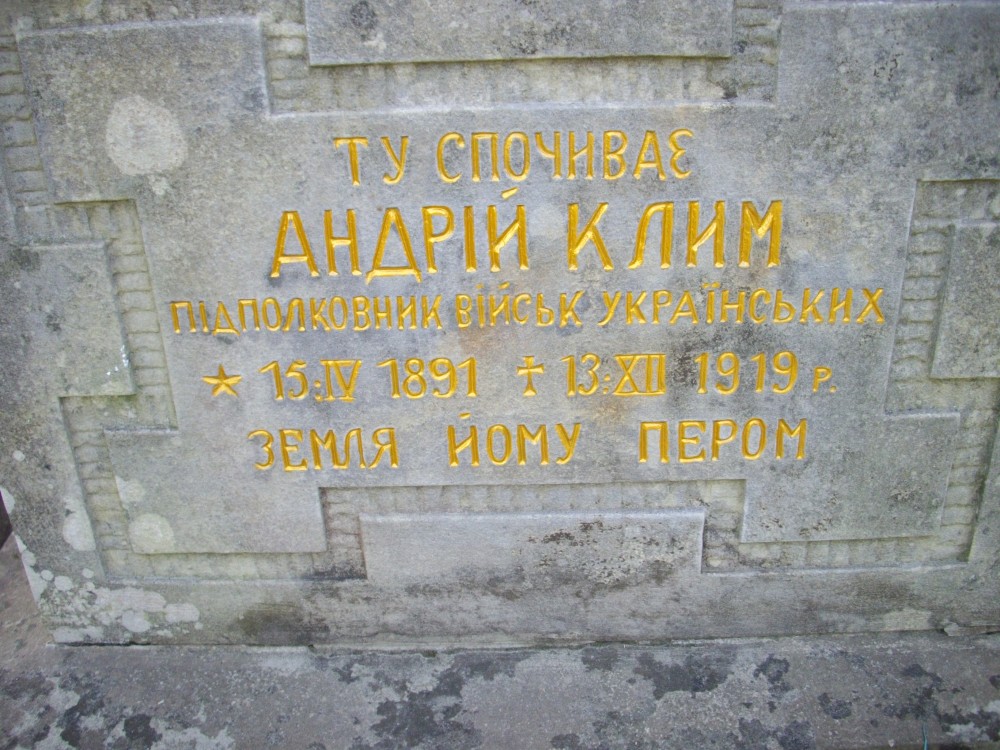 ТУ СПОЧИВАЄ
АНДРІЙ КЛИМ
ПІДПОЛКОВНИК ВІЙСЬК УКРАЇНСЬКИХ
★ 15:IV 1891 ✝ 13:XII 1919 Р.
ЗЕМЛЯ ЙОМУ ПЕРОМ